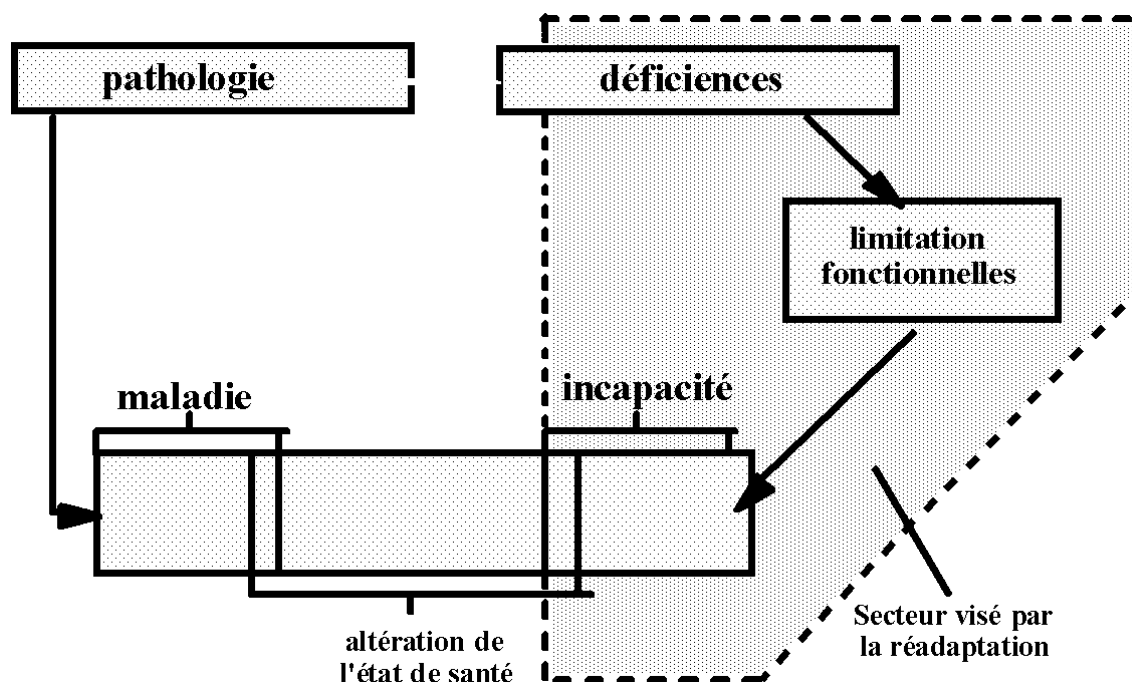 pathologie
déficiences
limitation
fonctionnelles
maladie
incapacité
altération de
l'état de santé
Secteur visé par
la réadaptation